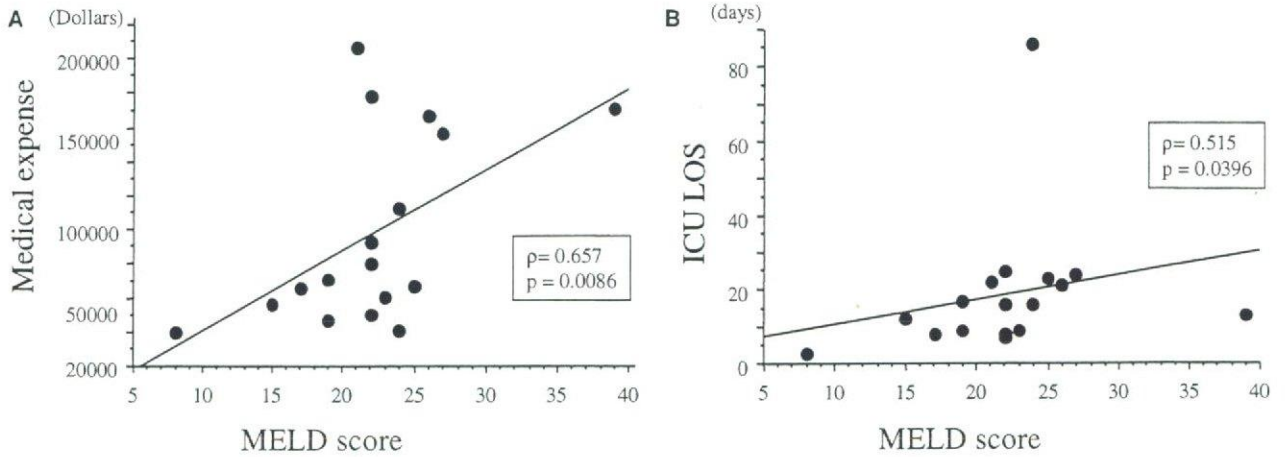 A (Dollars)
200000
150000
100000
50000
20000
Medical expense
ρ= 0.657
p = 0.0086
5 10 15 20 25 30 35 40
MELD score
B (days)
80
60
40
20
0
ICU LOS
ρ= 0.515
p = 0.0396
5 10 15 20 25 30 35 40
MELD score